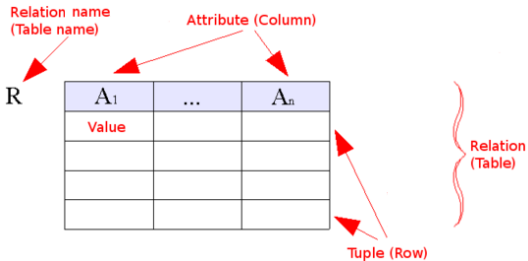 Relation name
(Table name)
Attribute (Column)
R
A1
...
An
Value
Relation
(Table)
Tuple (Row)